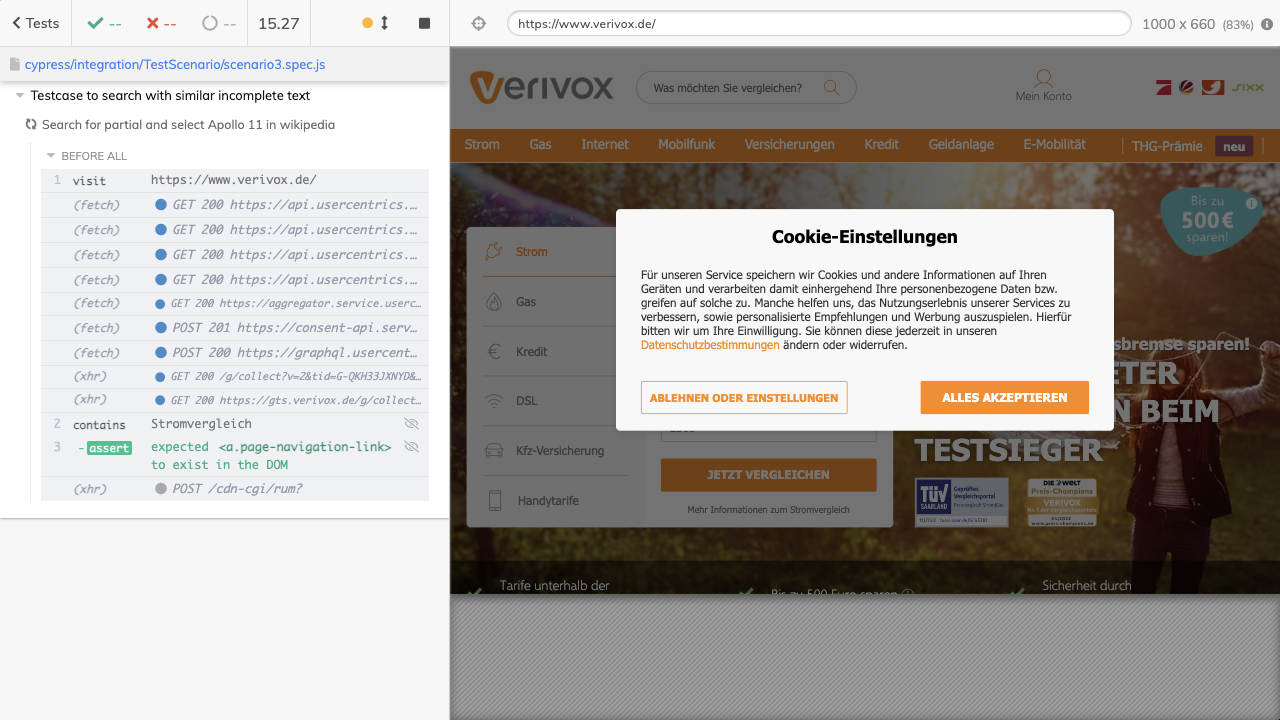 Tests
--
--
--
15.27
https://www.verivox.de/
1000 x 660 (83%)
cypress/integration/TestScenario/scenario3.spec.js
Testcase to search with similar incomplete text
Search for partial and select Apollo 11 in wikipedia
BEFORE ALL
1 visit https://www.verivox.de/
(fetch) GET 200 https://api.usercentrics.…
(fetch) GET 200 https://api.usercentrics.…
(fetch) GET 200 https://api.usercentrics.…
(fetch) GET 200 https://api.usercentrics.…
(fetch) GET 200 https://aggregator.service.userc…
(fetch) POST 201 https://consent-api.serv…
(fetch) POST 200 https://graphql.usercent…
(xhr) GET 200 /g/collect?v=2&tid=G-QKH33JXNYD&…
(xhr) GET 200 https://gts.verivox.de/g/collect…
2 contains Stromvergleich
3 -assert expected <a.page-navigation-link>
to exist in the DOM
(xhr) POST /cdn-cgi/rum?
Verivox
Was möchten Sie vergleichen?
Mein Konto
sixx
Strom Gas Internet Mobilfunk Versicherungen Kredit Geldanlage E-Mobilität THG-Prämie neu
Bis zu
500€
sparen!
Strom
Gas
Kredit
DSL
Kfz-Versicherung
Handytarife
Cookie-Einstellungen
Für unseren Service speichern wir Cookies und andere Informationen auf Ihren
Geräten und verarbeiten damit einhergehend Ihre personenbezogene Daten bzw.
greifen auf solche zu. Manche helfen uns, das Nutzungserlebnis unserer Services zu
verbessern, sowie personalisierte Empfehlungen und Werbung auszuspielen. Hierfür
bitten wir um Ihre Einwilligung. Sie können diese jederzeit in unseren
Datenschutzbestimmungen ändern oder widerrufen.
ABLEHNEN ODER EINSTELLUNGEN
ALLES AKZEPTIEREN
sbremse sparen!
ETER
N BEIM
TESTSIEGER
JETZT VERGLEICHEN
Mehr Informationen zum Stromvergleich
TÜV
SAARLAND
Geprüftes
Vergleichsportal
DIE WELT
Preis-Champions
VERIVOX
Tarife unterhalb der
Bis zu 500 Euro sparen
Sicherheit durch